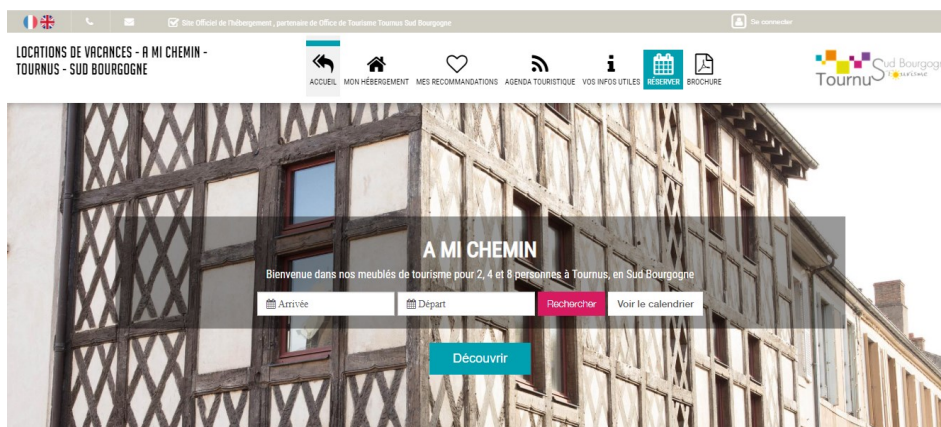 Site Officiel de l'hébergement , partenaire de Office de Tourisme Tournus Sud Bourgogne
Se connecter
LOCATIONS DE VACANCES - A MI CHEMIN -
TOURNUS - SUD BOURGOGNE
ACCUEIL
MON HÉBERGEMENT
MES RECOMMANDATIONS
AGENDA TOURISTIQUE
VOS INFOS UTILES
RÉSERVER
BROCHURE
Tournus
Sud Bourgogn
Tourisme
A MI CHEMIN
Bienvenue dans nos meublés de tourisme pour 2, 4 et 8 personnes à Tournus, en Sud Bourgogne
Arrivée
Départ
Rechercher
Voir le calendrier
Découvrir